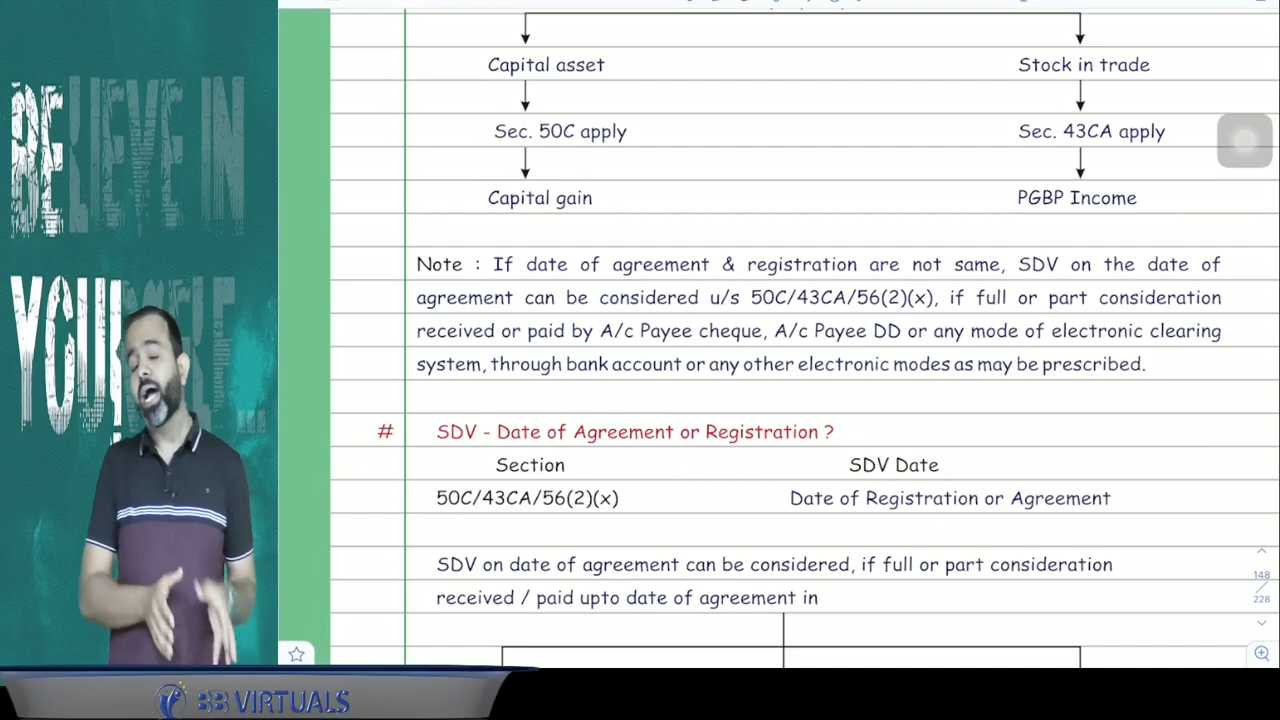 BELIEVE IN
YOURSELF
Capital asset Stock in trade
Sec. 50C apply Sec. 43CA apply
Capital gain PGBP Income
Note : If date of agreement & registration are not same, SDV on the date of
agreement can be considered u/s 50C/43CA/56(2)(x), if full or part consideration
received or paid by A/c Payee cheque, A/c Payee DD or any mode of electronic clearing
system, through bank account or any other electronic modes as may be prescribed.
# SDV - Date of Agreement or Registration ?
Section SDV Date
50C/43CA/56(2)(x) Date of Registration or Agreement
SDV on date of agreement can be considered, if full or part consideration
received / paid upto date of agreement in
148
228
BB VIRTUALS